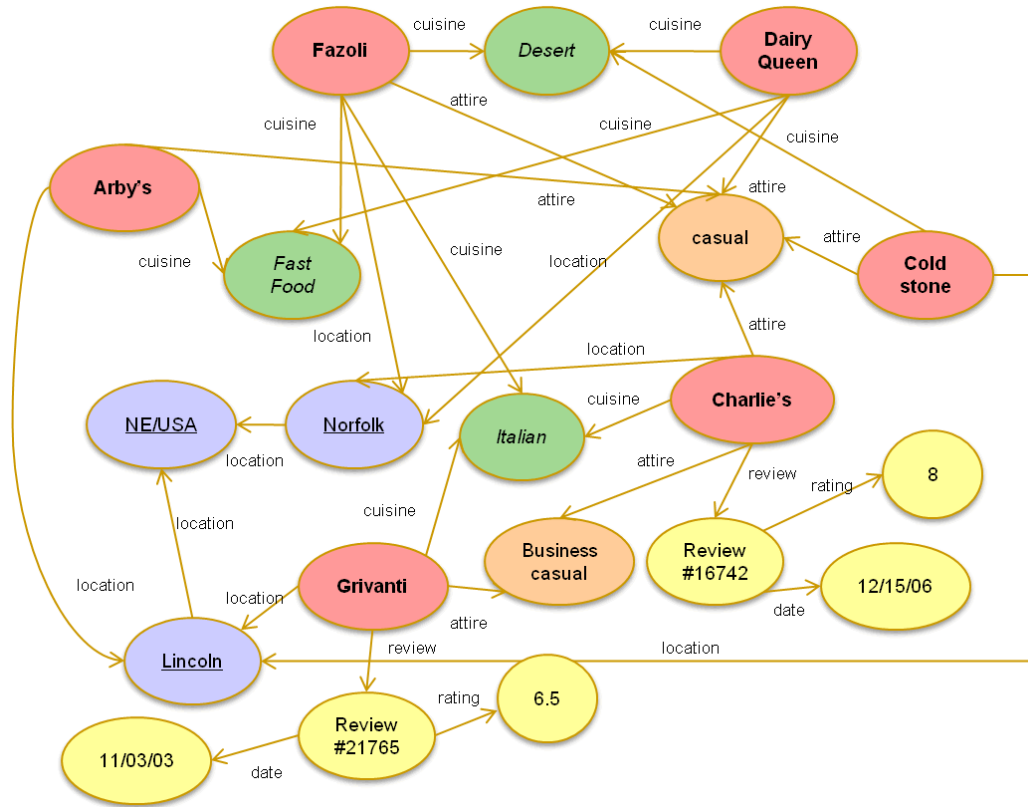 cuisine
cuisine
Fazoli
Desert
Dairy
Queen
attire
cuisine
cuisine
cuisine
Arby's
attire
attire
casual
attire
Cold
stone
cuisine
cuisine
location
Fast
Food
location
location
attire
NE/USA
Norfolk
Italian
cuisine
Charlie's
location
attire
review
rating
8
cuisine
location
Business
casual
Review
#16742
12/15/06
date
location
location
Grivanti
attire
Lincoln
review
location
rating
6.5
Review
#21765
11/03/03
date